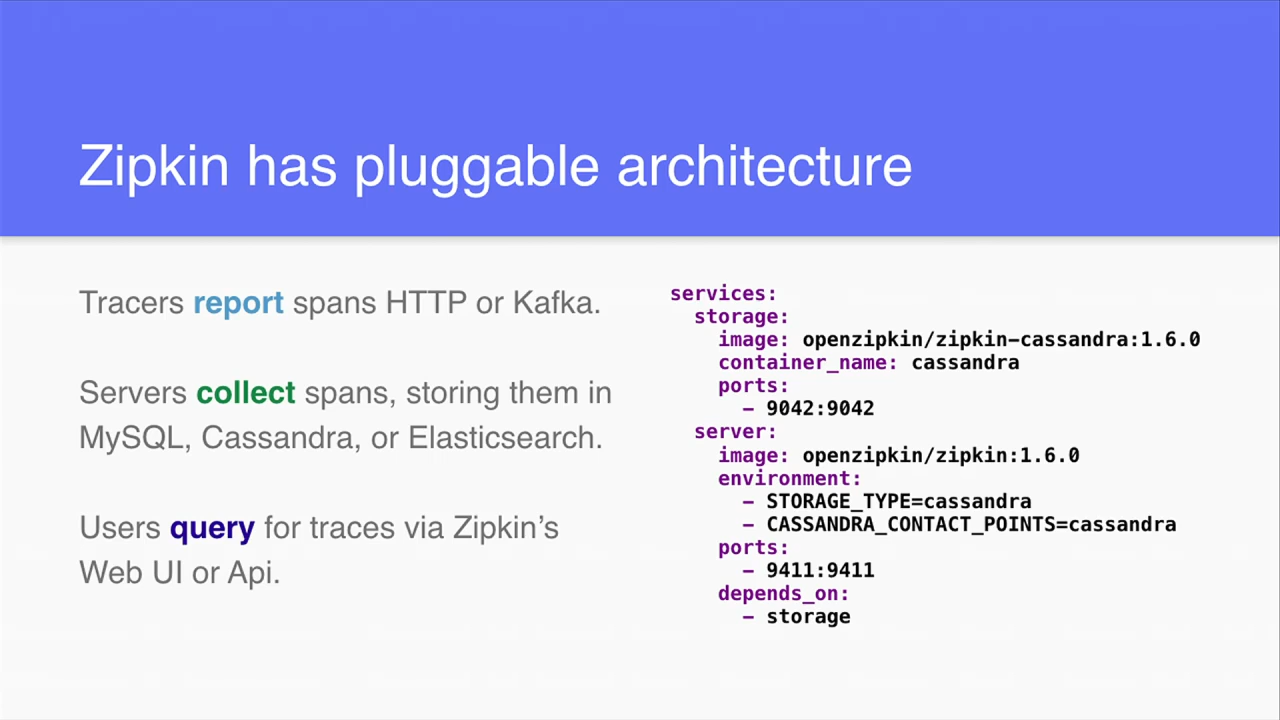 Zipkin has pluggable architecture
Tracers report spans HTTP or Kafka.
Servers collect spans, storing them in
MySQL, Cassandra, or Elasticsearch.
Users query for traces via Zipkin’s
Web UI or Api.
services:
  storage:
    image: openzipkin/zipkin-cassandra:1.6.0
    container_name: cassandra
    ports:
      - 9042:9042
  server:
    image: openzipkin/zipkin:1.6.0
    environment:
      - STORAGE_TYPE=cassandra
      - CASSANDRA_CONTACT_POINTS=cassandra
    ports:
      - 9411:9411
    depends_on:
      - storage